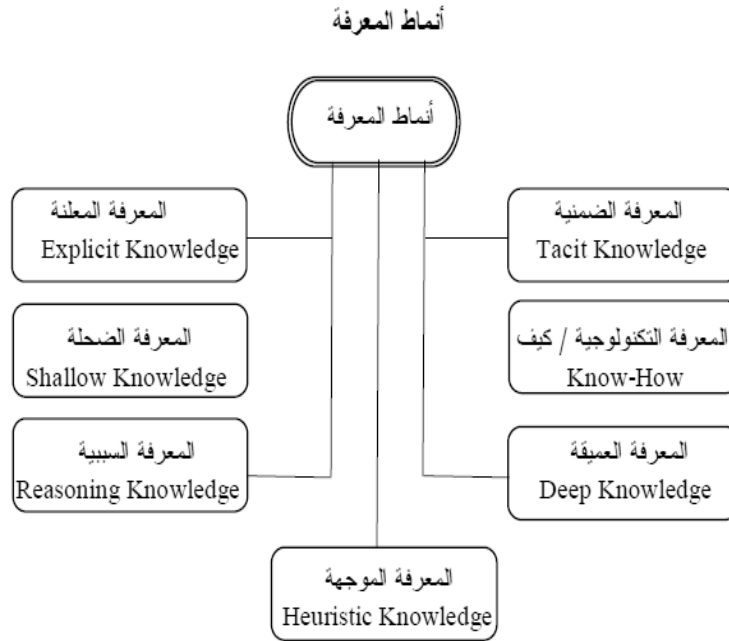 أنماط المعرفة
أنماط المعرفة
المعرفة الضمنية
Tacit Knowledge
المعرفة المعلنة
Explicit Knowledge
المعرفة التكنولوجية / كيف
Know-How
المعرفة الضحلة
Shallow Knowledge
المعرفة العميقة
Deep Knowledge
المعرفة السببية
Reasoning Knowledge
المعرفة الموجهة
Heuristic Knowledge